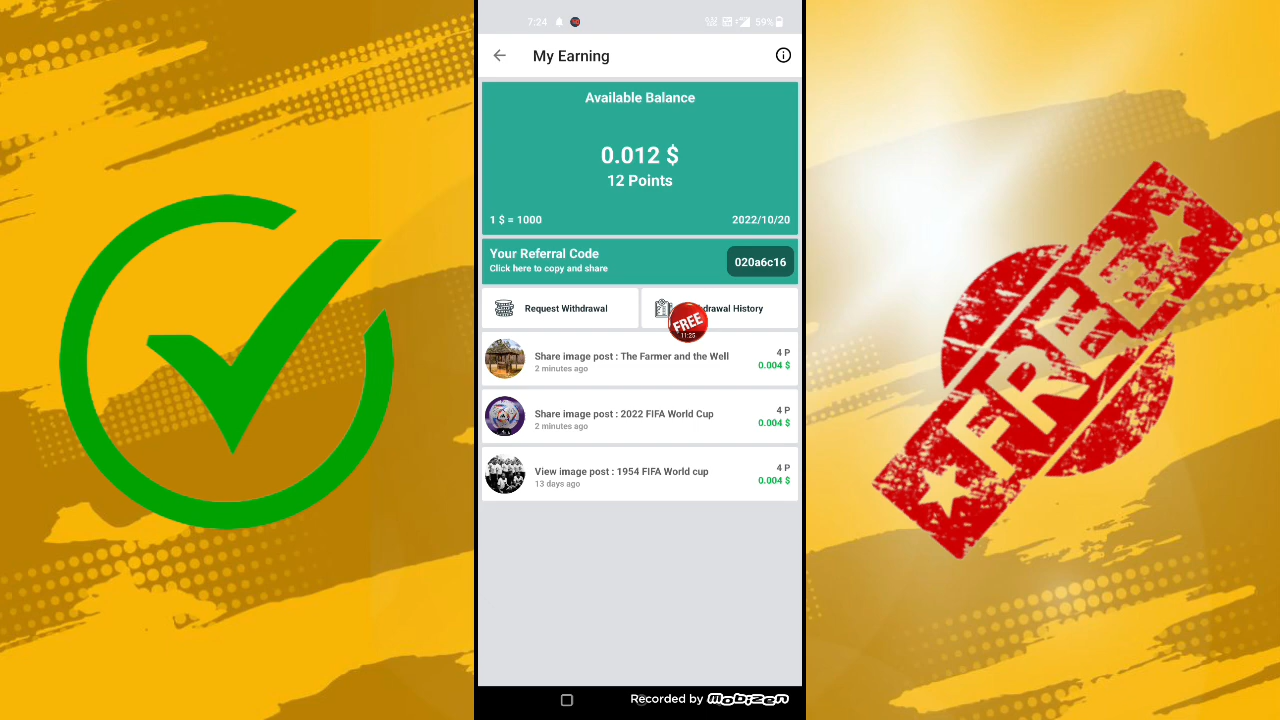 7:24
59%
My Earning
Available Balance
0.012 $
12 Points
1 $ = 1000
2022/10/20
Your Referral Code
Click here to copy and share
020a6c16
Request Withdrawal
drawal History
FREE
11:25
Share image post : The Farmer and the Well
2 minutes ago
4 P
0.004 $
Share image post : 2022 FIFA World Cup
2 minutes ago
4 P
0.004 $
View image post : 1954 FIFA World cup
13 days ago
4 P
0.004 $
Recorded by MOBIZEN
FREE